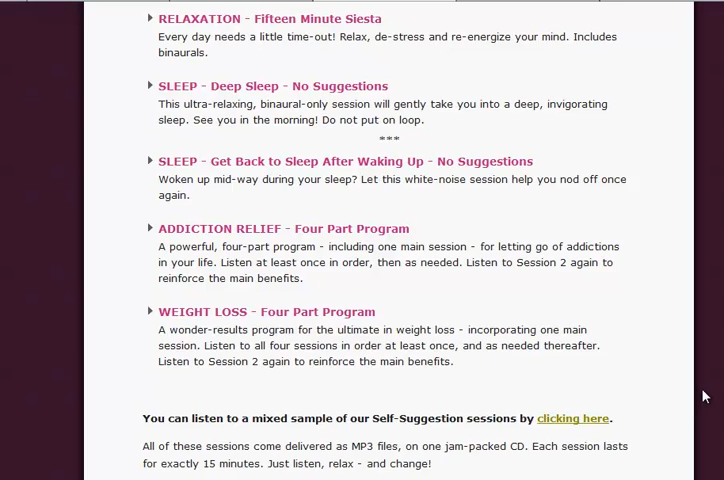 RELAXATION - Fifteen Minute Siesta
Every day needs a little time-out! Relax, de-stress and re-energize your mind. Includes
binaurals.
SLEEP - Deep Sleep - No Suggestions
This ultra-relaxing, binaural-only session will gently take you into a deep, invigorating
sleep. See you in the morning! Do not put on loop.
***
SLEEP - Get Back to Sleep After Waking Up - No Suggestions
Woken up mid-way during your sleep? Let this white-noise session help you nod off once
again.
ADDICTION RELIEF - Four Part Program
A powerful, four-part program - including one main session - for letting go of addictions
in your life. Listen at least once in order, then as needed. Listen to Session 2 again to
reinforce the main benefits.
WEIGHT LOSS - Four Part Program
A wonder-results program for the ultimate in weight loss - incorporating one main
session. Listen to all four sessions in order at least once, and as needed thereafter.
Listen to Session 2 again to reinforce the main benefits.
You can listen to a mixed sample of our Self-Suggestion sessions by clicking here.
All of these sessions come delivered as MP3 files, on one jam-packed CD. Each session lasts
for exactly 15 minutes. Just listen, relax - and change!